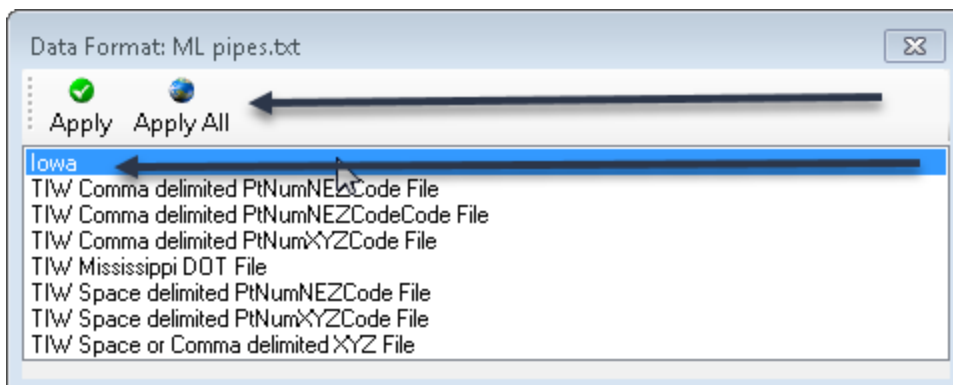 Data Format: ML pipes.txt
Apply Apply All
Iowa
TIW Comma delimited PtNumNEZCode File
TIW Comma delimited PtNumNEZCodeCode File
TIW Comma delimited PtNumXYZCode File
TIW Mississippi DOT File
TIW Space delimited PtNumNEZCode File
TIW Space delimited PtNumXYZCode File
TIW Space or Comma delimited XYZ File